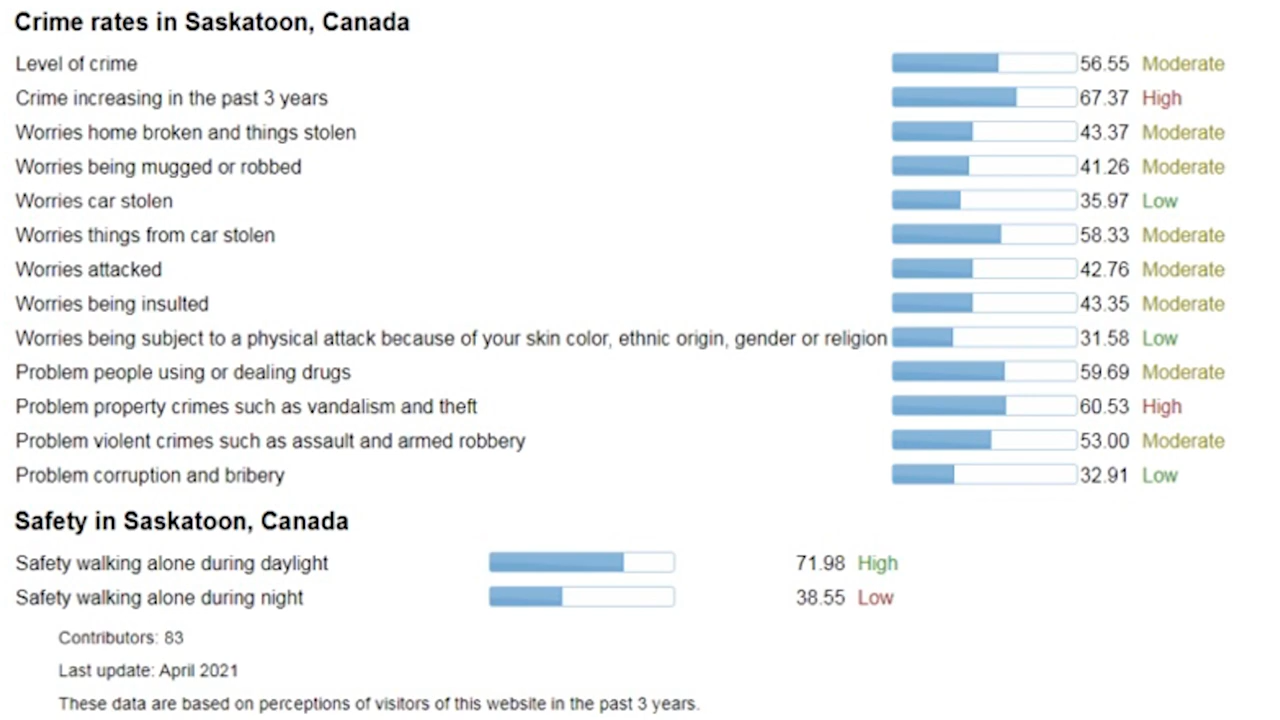 Crime rates in Saskatoon, Canada
Level of crime 56.55 Moderate
Crime increasing in the past 3 years 67.37 High
Worries home broken and things stolen 43.37 Moderate
Worries being mugged or robbed 41.26 Moderate
Worries car stolen 35.97 Low
Worries things from car stolen 58.33 Moderate
Worries attacked 42.76 Moderate
Worries being insulted 43.35 Moderate
Worries being subject to a physical attack because of your skin color, ethnic origin, gender or religion 31.58 Low
Problem people using or dealing drugs 59.69 Moderate
Problem property crimes such as vandalism and theft 60.53 High
Problem violent crimes such as assault and armed robbery 53.00 Moderate
Problem corruption and bribery 32.91 Low
Safety in Saskatoon, Canada
Safety walking alone during daylight 71.98 High
Safety walking alone during night 38.55 Low
Contributors: 83
Last update: April 2021
These data are based on perceptions of visitors of this website in the past 3 years.